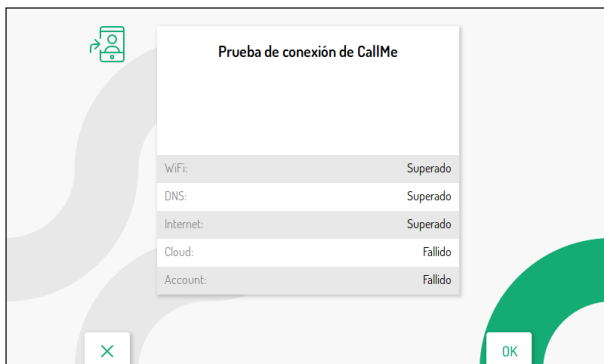 Prueba de conexión de CallMe
WiFi: Superado
DNS: Superado
Internet: Superado
Cloud: Fallido
Account: Fallido
OK